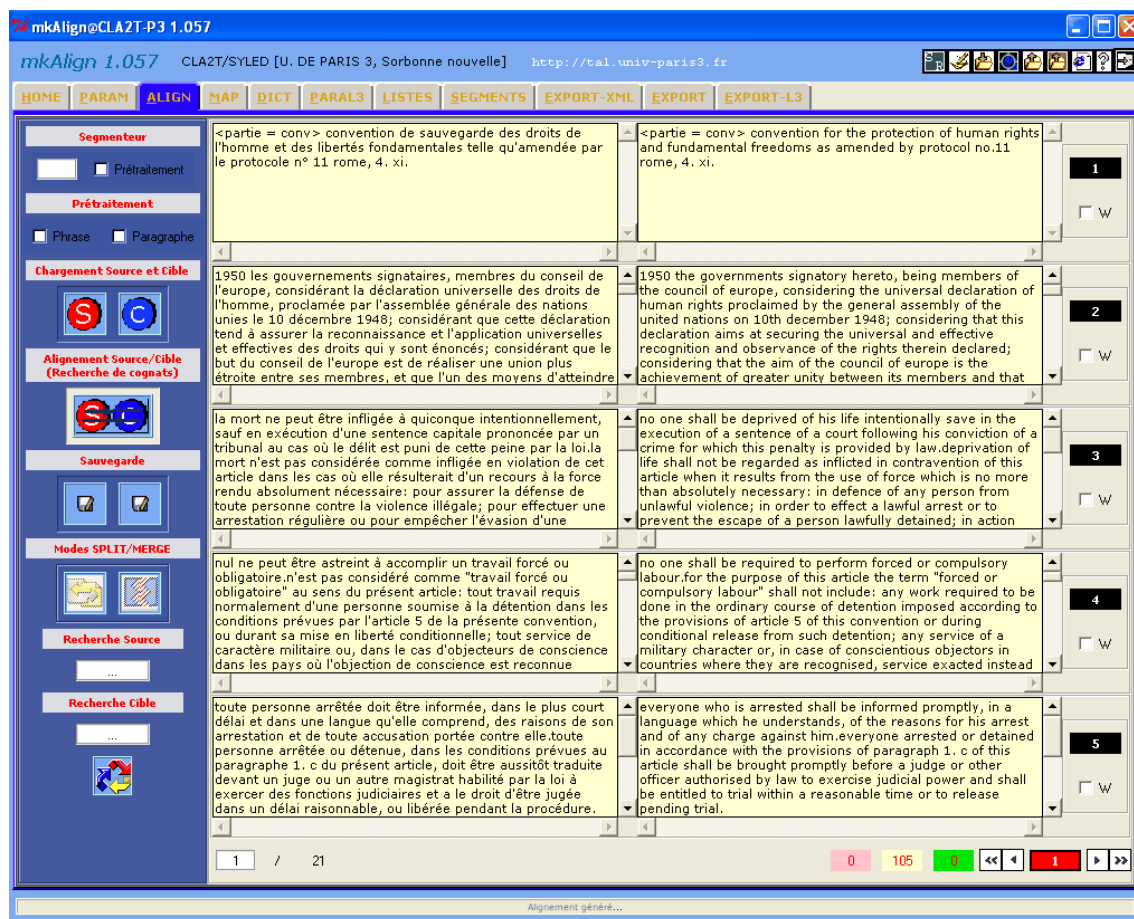 mkAlign@CLA2T-P3 1.057
mkAlign 1.057 CLA2T/SYLED [U. DE PARIS 3, Sorbonne nouvelle] http://tal.univ-paris3.fr
HOME PARAM ALIGN MAP DICT PARAL3 LISTES SEGMENTS EXPORT-XML EXPORT EXPORT-L3
Segmenteur
Prétraitement
Prétraitement
Phrase Paragraphe
Chargement Source et Cible
S C
Alignement Source/Cible
(Recherche de cognats)
S C
Sauvegarde
Modes SPLIT/MERGE
Recherche Source
...
Recherche Cible
...
<partie = conv> convention de sauvegarde des droits de
l'homme et des libertés fondamentales telle qu'amendée par
le protocole n° 11 rome, 4. xi.
<partie = conv> convention for the protection of human rights
and fundamental freedoms as amended by protocol no.11
rome, 4. xi.
1
W
1950 les gouvernements signataires, membres du conseil de
l'europe, considérant la déclaration universelle des droits de
l'homme, proclamée par l'assemblée générale des nations
unies le 10 décembre 1948; considérant que cette déclaration
tend à assurer la reconnaissance et l'application universelles
et effectives des droits qui y sont énoncés; considérant que le
but du conseil de l'europe est de réaliser une union plus
étroite entre ses membres, et que l'un des moyens d'atteindre
1950 the governments signatory hereto, being members of
the council of europe, considering the universal declaration of
human rights proclaimed by the general assembly of the
united nations on 10th december 1948; considering that this
declaration aims at securing the universal and effective
recognition and observance of the rights therein declared;
considering that the aim of the council of europe is the
achievement of greater unity between its members and that
2
W
la mort ne peut être infligée à quiconque intentionnellement,
sauf en exécution d'une sentence capitale prononcée par un
tribunal au cas où le délit est puni de cette peine par la loi.la
mort n'est pas considérée comme infligée en violation de cet
article dans les cas où elle résulterait d'un recours à la force
rendu absolument nécessaire: pour assurer la défense de
toute personne contre la violence illégale; pour effectuer une
arrestation régulière ou pour empêcher l'évasion d'une
no one shall be deprived of his life intentionally save in the
execution of a sentence of a court following his conviction of a
crime for which this penalty is provided by law.deprivation of
life shall not be regarded as inflicted in contravention of this
article when it results from the use of force which is no more
than absolutely necessary: in defence of any person from
unlawful violence; in order to effect a lawful arrest or to
prevent the escape of a person lawfully detained; in action
3
W
nul ne peut être astreint à accomplir un travail forcé ou
obligatoire.n'est pas considéré comme "travail forcé ou
obligatoire" au sens du présent article: tout travail requis
normalement d'une personne soumise à la détention dans les
conditions prévues par l'article 5 de la présente convention,
ou durant sa mise en liberté conditionnelle; tout service de
caractère militaire ou, dans le cas d'objecteurs de conscience
dans les pays où l'objection de conscience est reconnue
no one shall be required to perform forced or compulsory
labour.for the purpose of this article the term "forced or
compulsory labour" shall not include: any work required to be
done in the ordinary course of detention imposed according to
the provisions of article 5 of this convention or during
conditional release from such detention; any service of a
military character or, in case of conscientious objectors in
countries where they are recognised, service exacted instead
4
W
toute personne arrêtée doit être informée, dans le plus court
délai et dans une langue qu'elle comprend, des raisons de son
arrestation et de toute accusation portée contre elle.toute
personne arrêtée ou détenue, dans les conditions prévues au
paragraphe 1. c du présent article, doit être aussitôt traduite
devant un juge ou un autre magistrat habilité par la loi à
exercer des fonctions judiciaires et a le droit d'être jugée
dans un délai raisonnable, ou libérée pendant la procédure.
everyone who is arrested shall be informed promptly, in a
language which he understands, of the reasons for his arrest
and of any charge against him.everyone arrested or detained
in accordance with the provisions of paragraph 1. c of this
article shall be brought promptly before a judge or other
officer authorised by law to exercise judicial power and shall
be entitled to trial within a reasonable time or to release
pending trial.
5
W
1 / 21
0 105 0 1
Alignement généré...